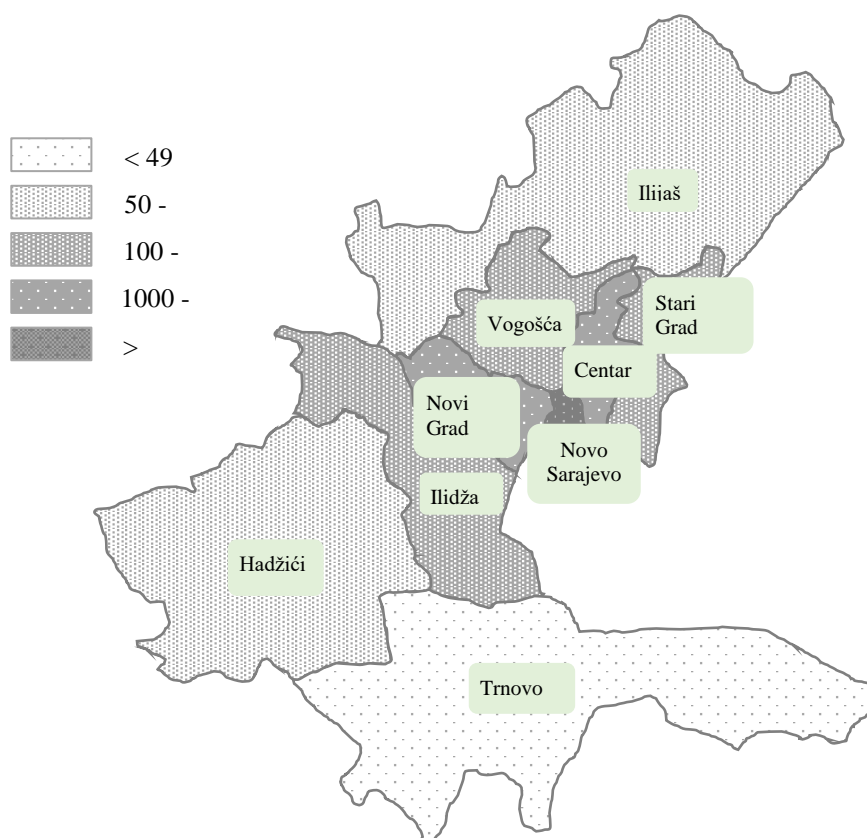 < 49
50 -
100 -
1000 -
>
Ilijaš
Stari
Grad
Vogošća
Centar
Novi
Grad
Novo
Sarajevo
Ilidža
Hadžići
Trnovo